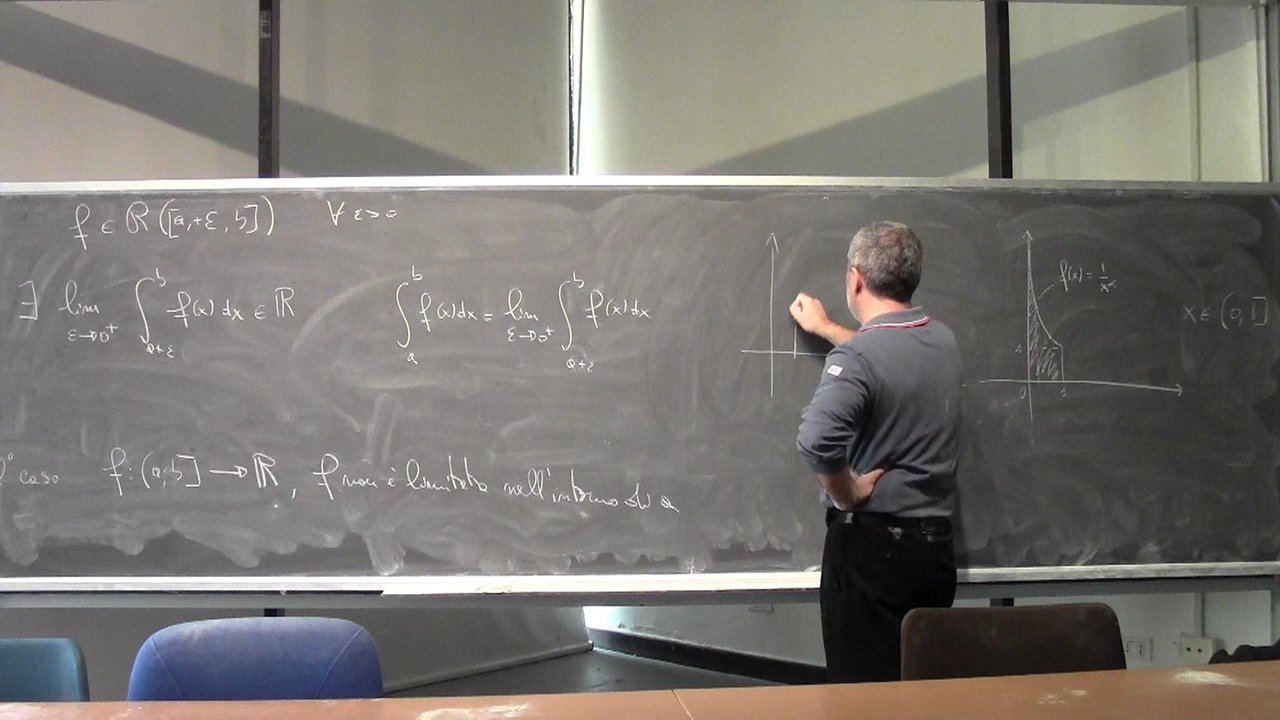 f ∈ R([a,+ε, b]) ∀ ε>0
∃ lim ε→0⁺ ∫ b a+ε f(x) dx ∈ ℝ
∫ b a f(x)dx = lim ε→0⁺ ∫ b a+ε f(x)dx
caso f: (a, b] → ℝ, f non è limitata nell'intorno di a
f(x) = 1/x^α
x ∈ (0,1]
1
0 1